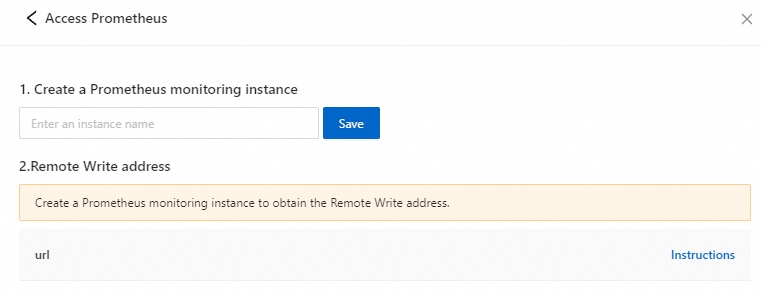 Access Prometheus
1. Create a Prometheus monitoring instance
Enter an instance name
Save
2.Remote Write address
Create a Prometheus monitoring instance to obtain the Remote Write address.
url Instructions